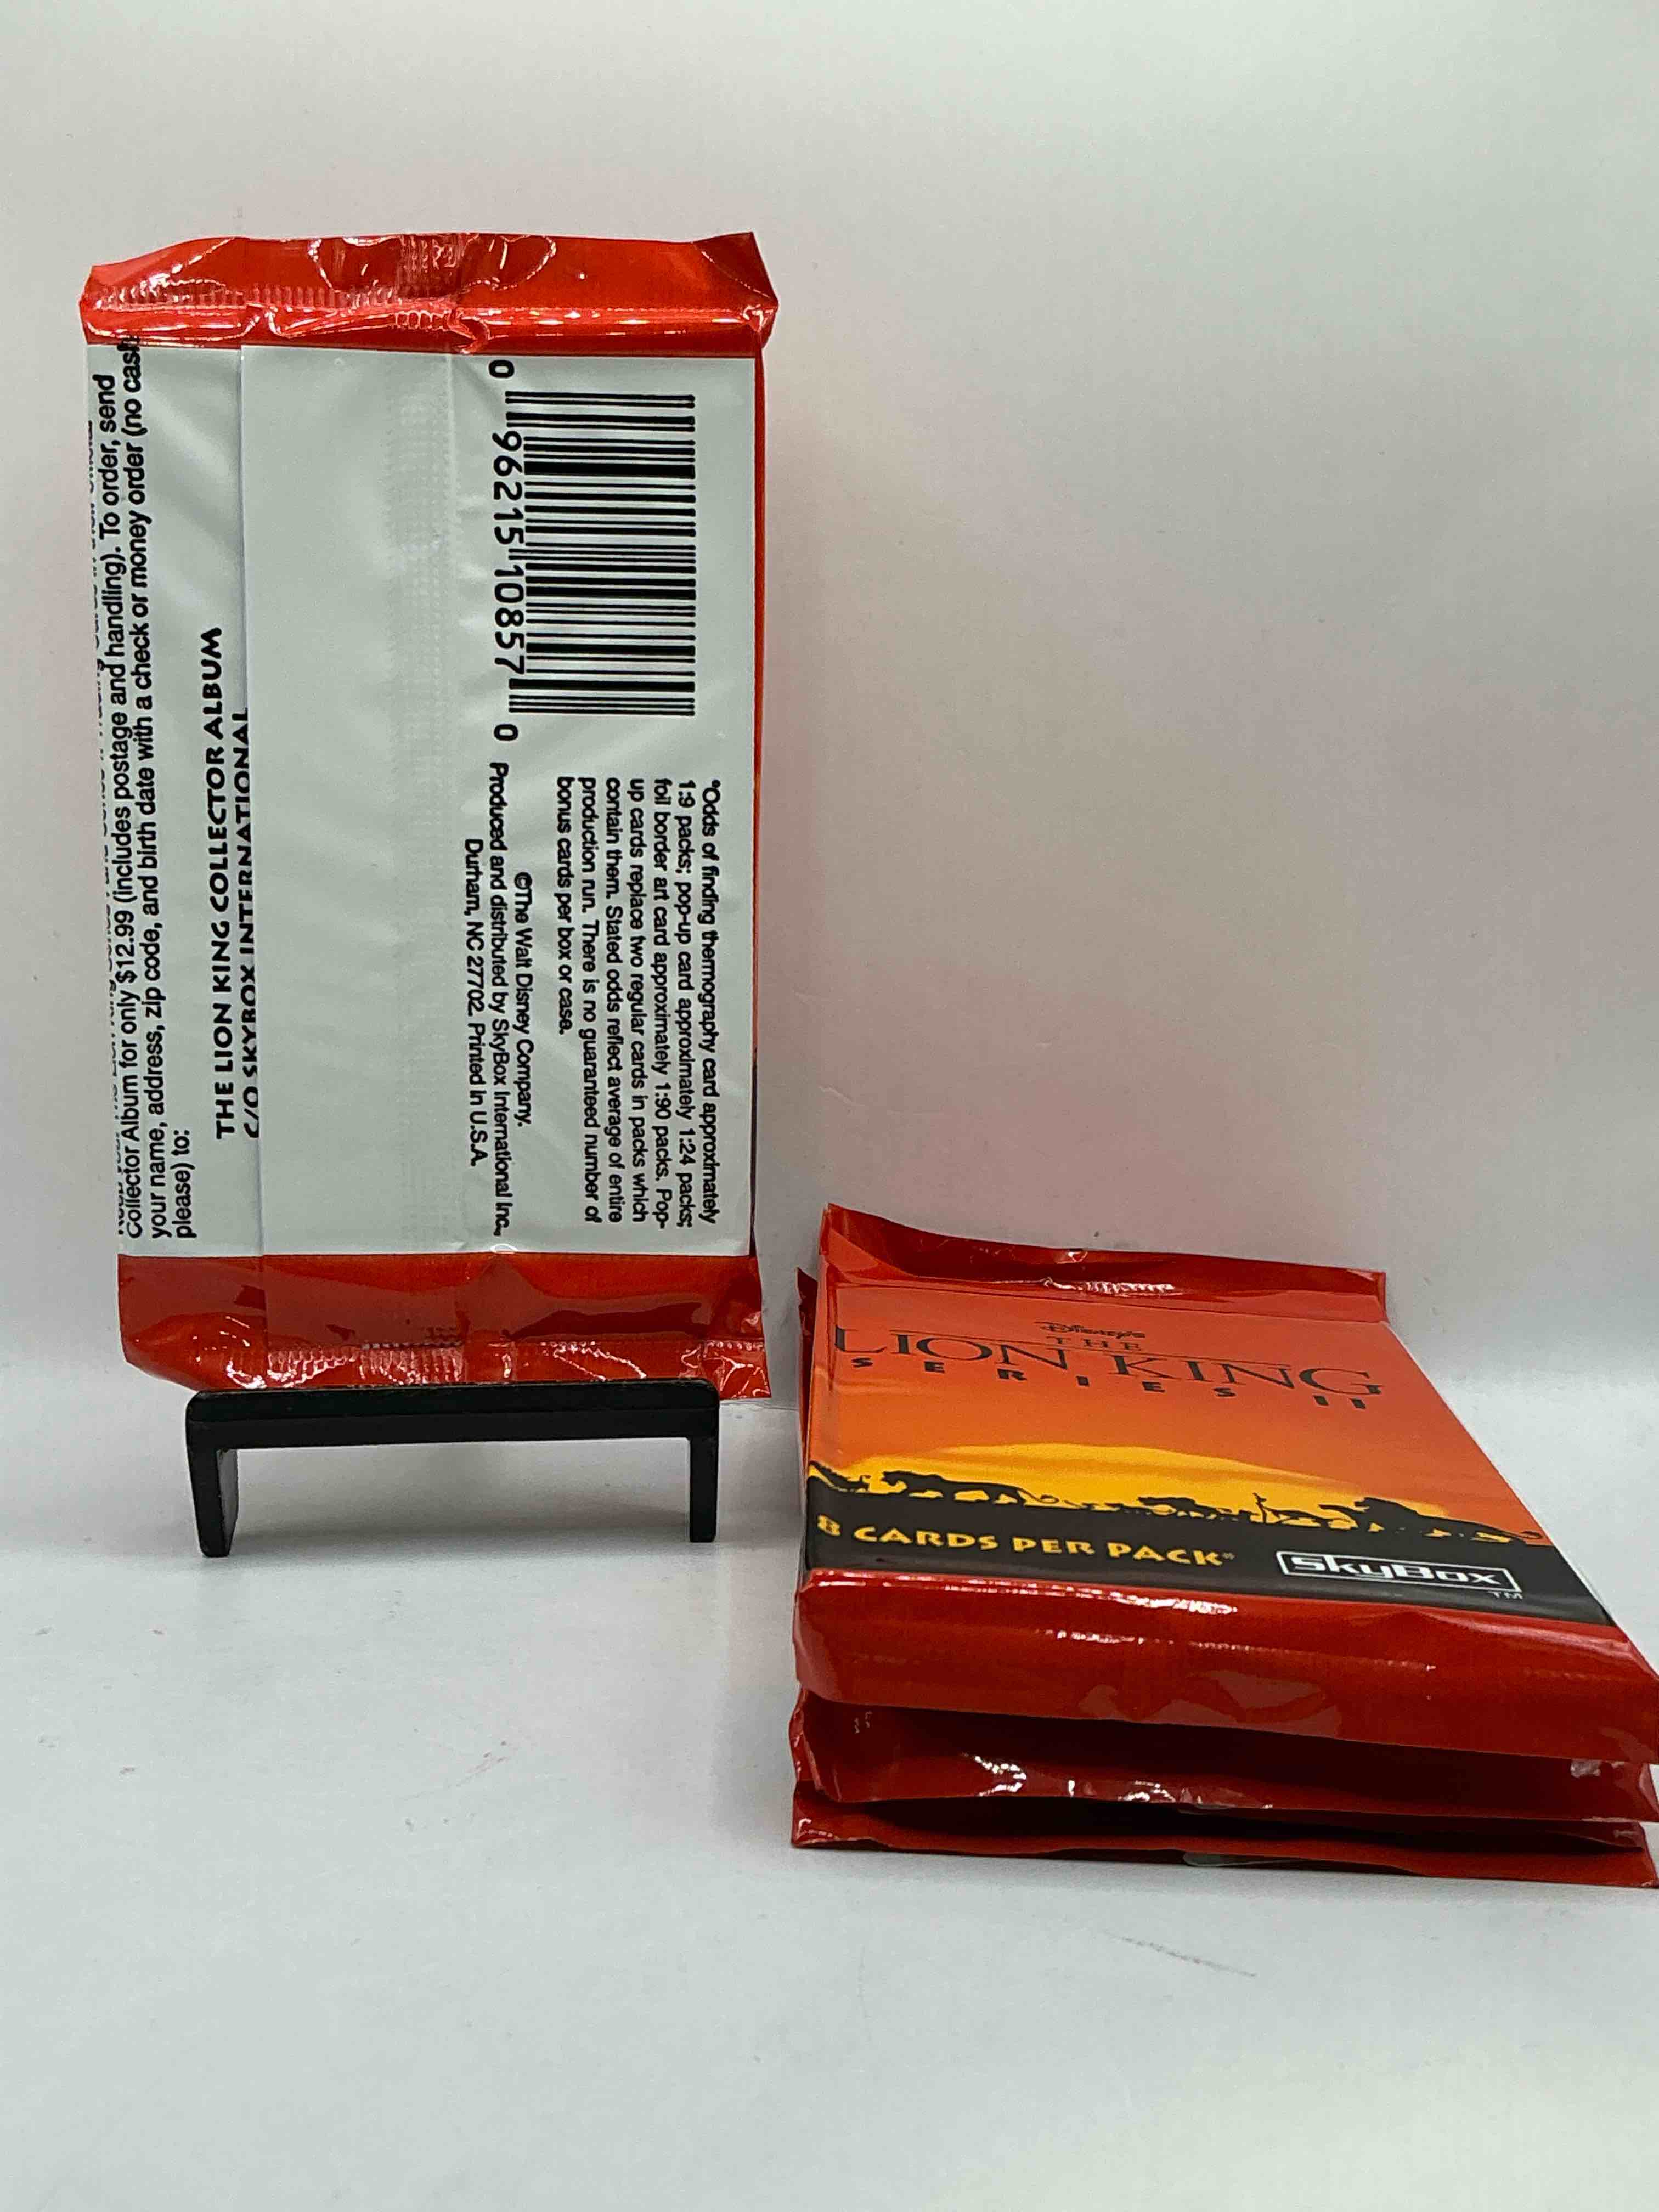 Collector Album for only $12.99 (includes postage and handling). To order, send
your name, address, zip code, and birth date with a check or money order (no cash
please) to:
THE LION KING COLLECTOR ALBUM
C/O SKYBOX INTERNATIONAL
0 96215 10857 0
*Odds of finding thermography card approximately
1:9 packs; pop-up card approximately 1:24 packs;
foil border art card approximately 1:90 packs. Pop-
up cards replace two regular cards in packs which
contain them. Stated odds reflect average of entire
production run. There is no guaranteed number of
bonus cards per box or case.
©The Walt Disney Company.
Produced and distributed by SkyBox International Inc.,
Durham, NC 27702. Printed in U.S.A.
Disney's
THE
LION KING
SERIES II
8 CARDS PER PACK*
SkyBox
TM